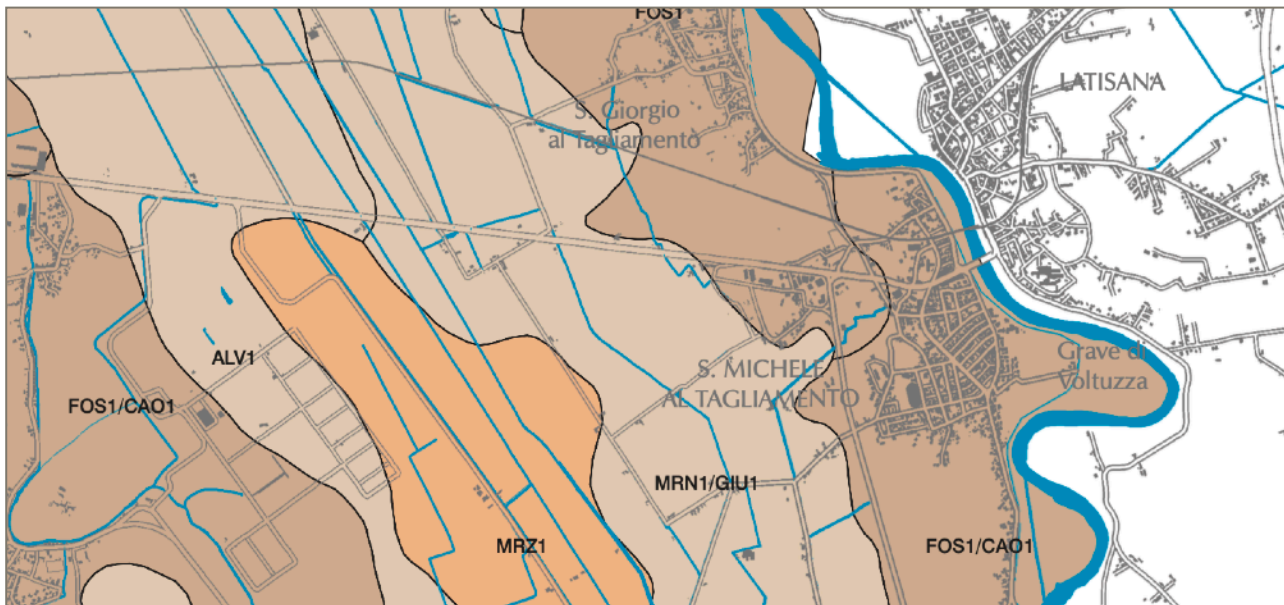 FOS1
LATISANA
S. Giorgio
al Tagliamento
ALV1
FOS1/CAO1
S. MICHELE
AL TAGLIAMENTO
Grave di
Voltuzza
MRN1/GIU1
MRZ1
FOS1/CAO1